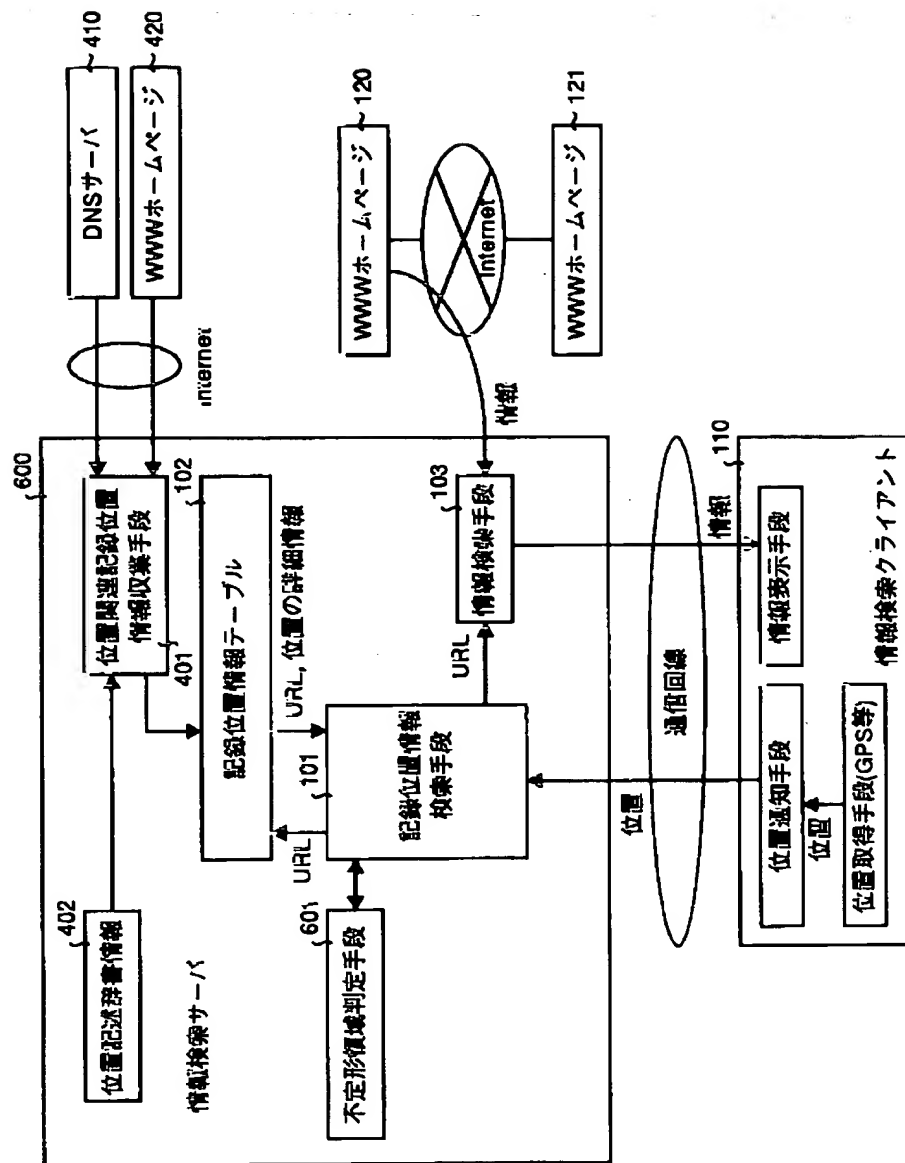 600
情報検索サーバ
402
位置記述辞書情報
位置関連記録位置
情報収集手段
401
102
記録位置情報テーブル
URL
URL, 位置の詳細情報
101
記録位置情報
検索手段
601
不定形領域判定手段
URL
103
情報検索手段
Internet
DNSサーバ
410
WWWホームページ
420
情報
WWWホームページ
120
Internet
WWWホームページ
121
位置
通信回線
情報
110
位置通知手段
位置
位置取得手段(GPS等)
情報表示手段
情報検索クライアント